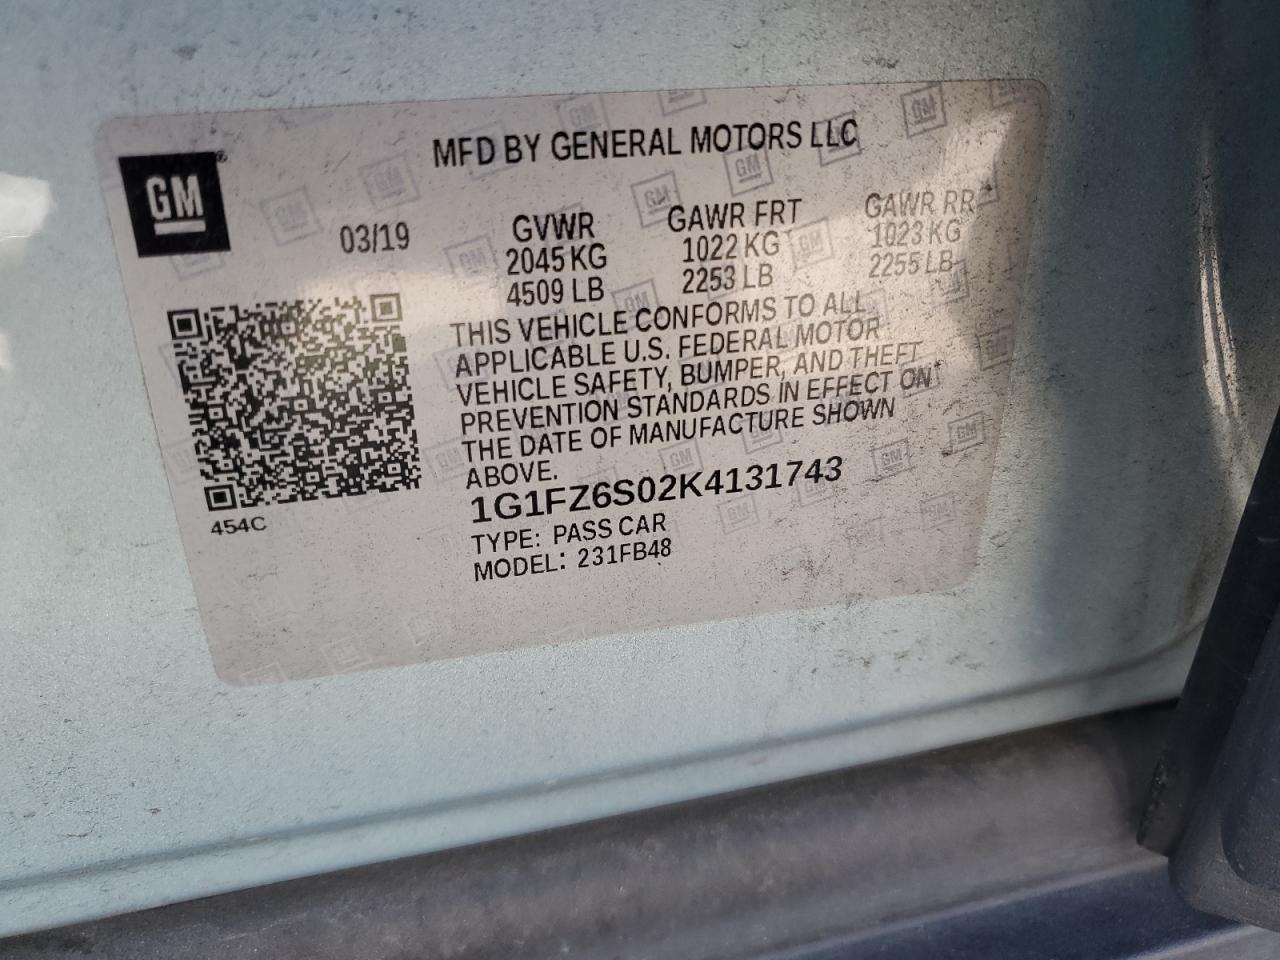 MFD BY GENERAL MOTORS LLC
GM
03/19
GVWR
2045 KG
4509 LB
GAWR FRT
1022 KG
2253 LB
GAWR RR
1023 KG
2255 LB
THIS VEHICLE CONFORMS TO ALL
APPLICABLE U.S. FEDERAL MOTOR
VEHICLE SAFETY, BUMPER, AND THEFT
PREVENTION STANDARDS IN EFFECT ON
THE DATE OF MANUFACTURE SHOWN
ABOVE.
1G1FZ6S02K4131743
TYPE: PASS CAR
MODEL: 231FB48
454C